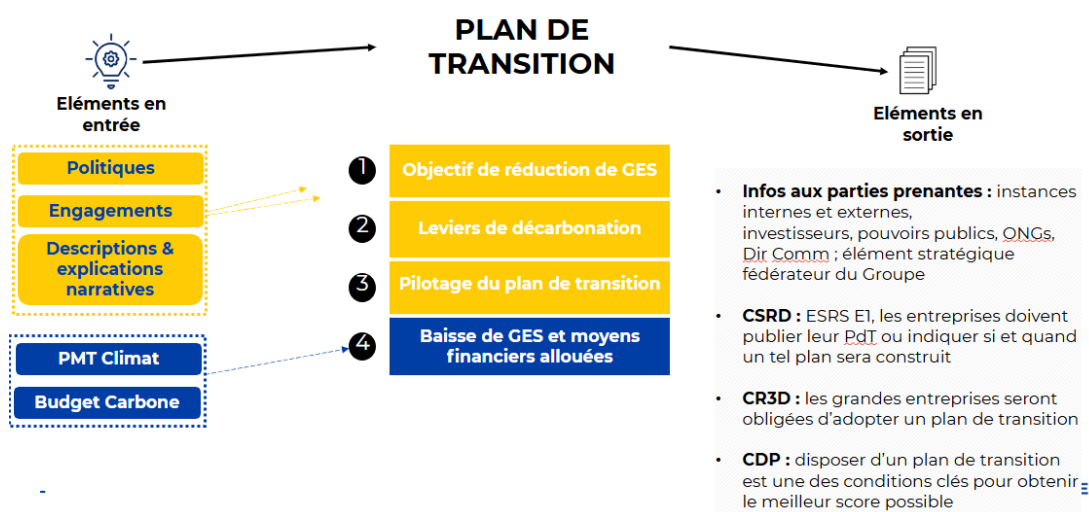 PLAN DE
TRANSITION
Eléments en
entrée
Politiques
Engagements
Descriptions &
explications
narratives
PMT Climat
Budget Carbone
1
Objectif de réduction de GES
2
Leviers de décarbonation
3
Pilotage du plan de transition
4
Baisse de GES et moyens
financiers allouées
Eléments en
sortie
• Infos aux parties prenantes : instances
internes et externes,
investisseurs, pouvoirs publics, ONGs,
Dir Comm ; élément stratégique
fédérateur du Groupe
• CSRD : ESRS E1, les entreprises doivent
publier leur PdT ou indiquer si et quand
un tel plan sera construit
• CR3D : les grandes entreprises seront
obligées d’adopter un plan de transition
• CDP : disposer d’un plan de transition
est une des conditions clés pour obtenir
le meilleur score possible
-